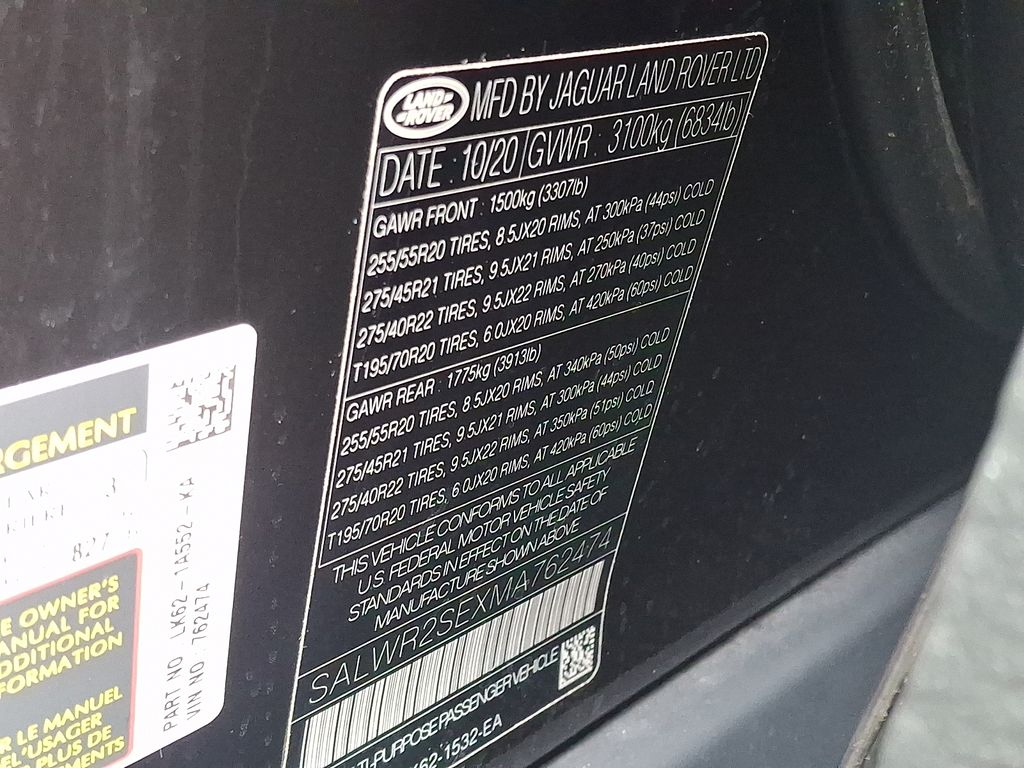 LAND ROVER
MFD BY JAGUAR LAND ROVER LTD
DATE : 10/20 GVWR : 3100kg (6834lb)
GAWR FRONT : 1500kg (3307lb)
255/55R20 TIRES, 8.5JX20 RIMS, AT 300kPa (44psi) COLD
275/45R21 TIRES, 9.5JX21 RIMS, AT 250kPa (37psi) COLD
275/40R22 TIRES, 9.5JX22 RIMS, AT 270kPa (40psi) COLD
T195/70R20 TIRES, 6.0JX20 RIMS, AT 420kPa (60psi) COLD
GAWR REAR : 1775kg (3913lb)
255/55R20 TIRES, 8.5JX20 RIMS, AT 340kPa (50psi) COLD
275/45R21 TIRES, 9.5JX21 RIMS, AT 300kPa (44psi) COLD
275/40R22 TIRES, 9.5JX22 RIMS, AT 350kPa (51psi) COLD
T195/70R20 TIRES, 6.0JX20 RIMS, AT 420kPa (60psi) COLD
THIS VEHICLE CONFORMS TO ALL APPLICABLE
U.S. FEDERAL MOTOR VEHICLE SAFETY
STANDARDS IN EFFECT ON THE DATE OF
MANUFACTURE SHOWN ABOVE
SALWR2SEXMA762474
TI-PURPOSE PASSENGER VEHICLE
62-1532-EA
RGEMENT
3
827
E OWNER'S
ANUAL FOR
DDITIONAL
FORMATION
R LE MANUEL
L'USAGER
PLUS DE
MENTS
PART NO : LK62-1A552-KA
VIN NO : 762474